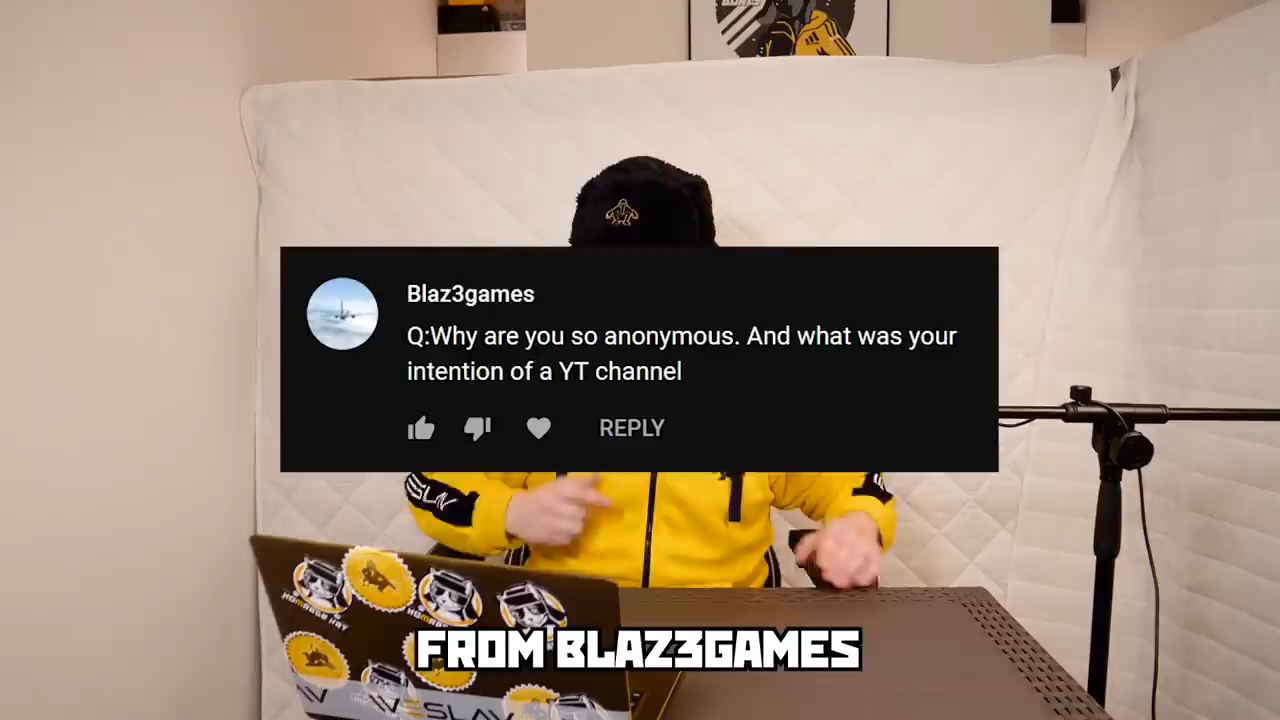 Blaz3games
Q:Why are you so anonymous. And what was your
intention of a YT channel
REPLY
FROM BLAZ3GAMES